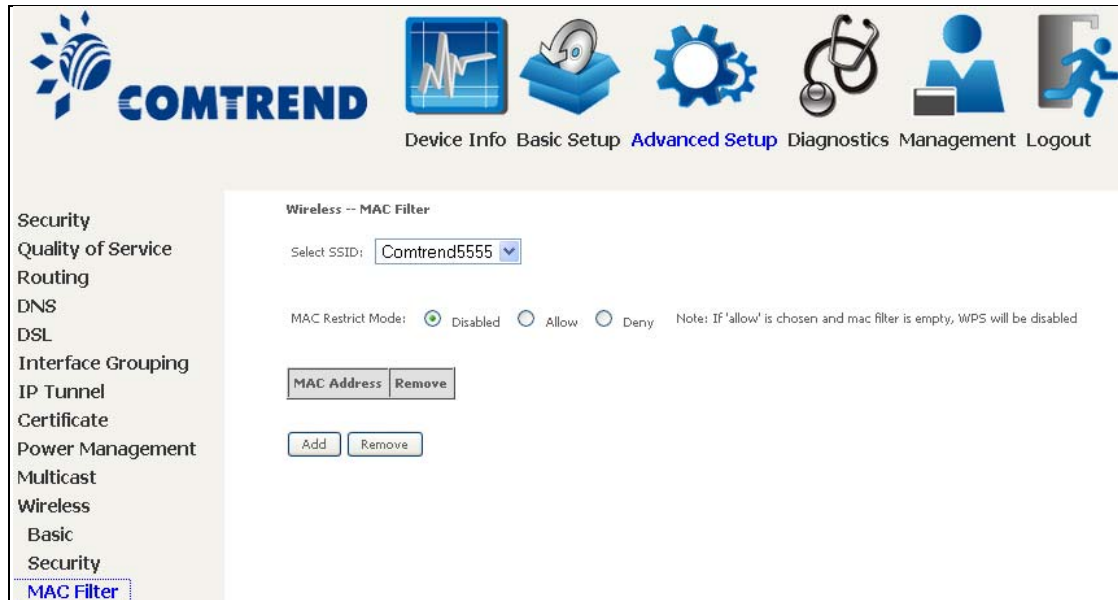 COMTREND
Device Info Basic Setup Advanced Setup Diagnostics Management Logout
Security
Quality of Service
Routing
DNS
DSL
Interface Grouping
IP Tunnel
Certificate
Power Management
Multicast
Wireless
Basic
Security
MAC Filter
Wireless -- MAC Filter
Select SSID: Comtrend5555
MAC Restrict Mode: Disabled Allow Deny Note: If 'allow' is chosen and mac filter is empty, WPS will be disabled
MAC Address Remove
Add Remove